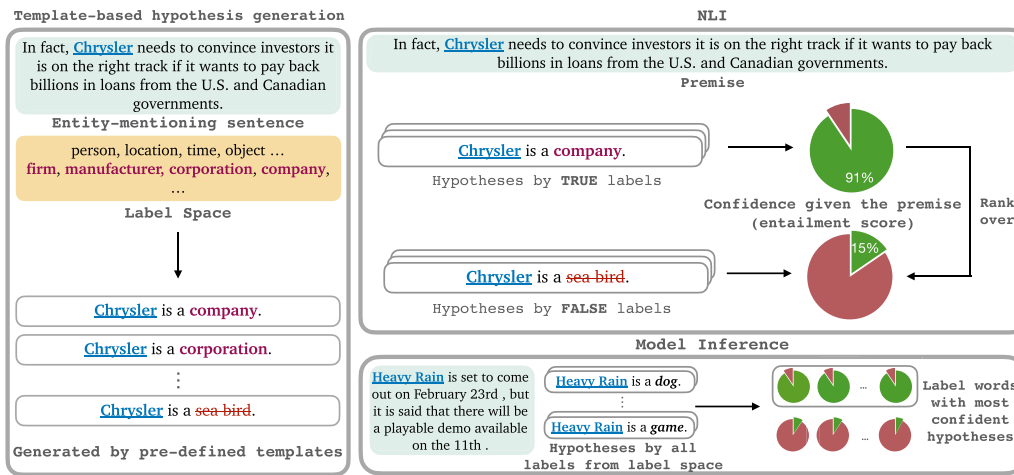 Template-based hypothesis generation
In fact, Chrysler needs to convince investors it
is on the right track if it wants to pay back
billions in loans from the U.S. and Canadian
governments.
Entity-mentioning sentence
person, location, time, object ...
firm, manufacturer, corporation, company,
...
Label Space
Chrysler is a company.
Chrysler is a corporation.
⋮
Chrysler is a sea bird.
Generated by pre-defined templates
NLI
In fact, Chrysler needs to convince investors it is on the right track if it wants to pay back
billions in loans from the U.S. and Canadian governments.
Premise
Chrysler is a company.
Hypotheses by TRUE labels
91%
Confidence given the premise
(entailment score)
Rank
over
15%
Chrysler is a sea bird.
Hypotheses by FALSE labels
Model Inference
Heavy Rain is set to come
out on February 23rd , but
it is said that there will be
a playable demo available
on the 11th .
Heavy Rain is a dog.
⋮
Heavy Rain is a game.
Hypotheses by all
labels from label space
...
...
Label words
with most
confident
hypotheses